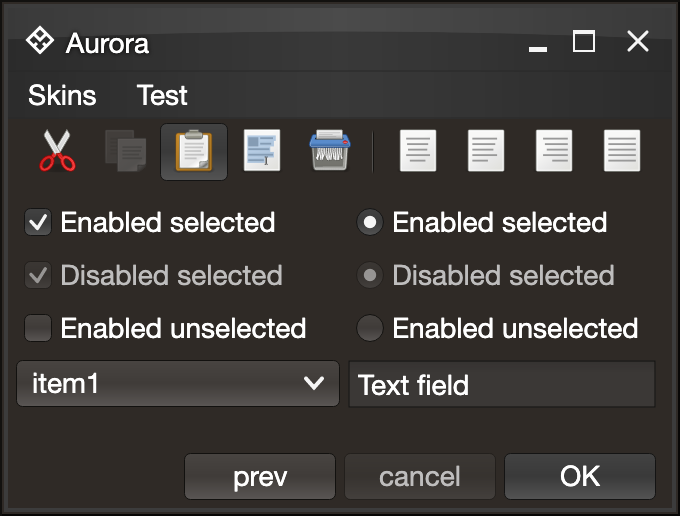 Aurora
Skins Test
Enabled selected Enabled selected
Disabled selected Disabled selected
Enabled unselected Enabled unselected
item1 Text field
prev cancel OK